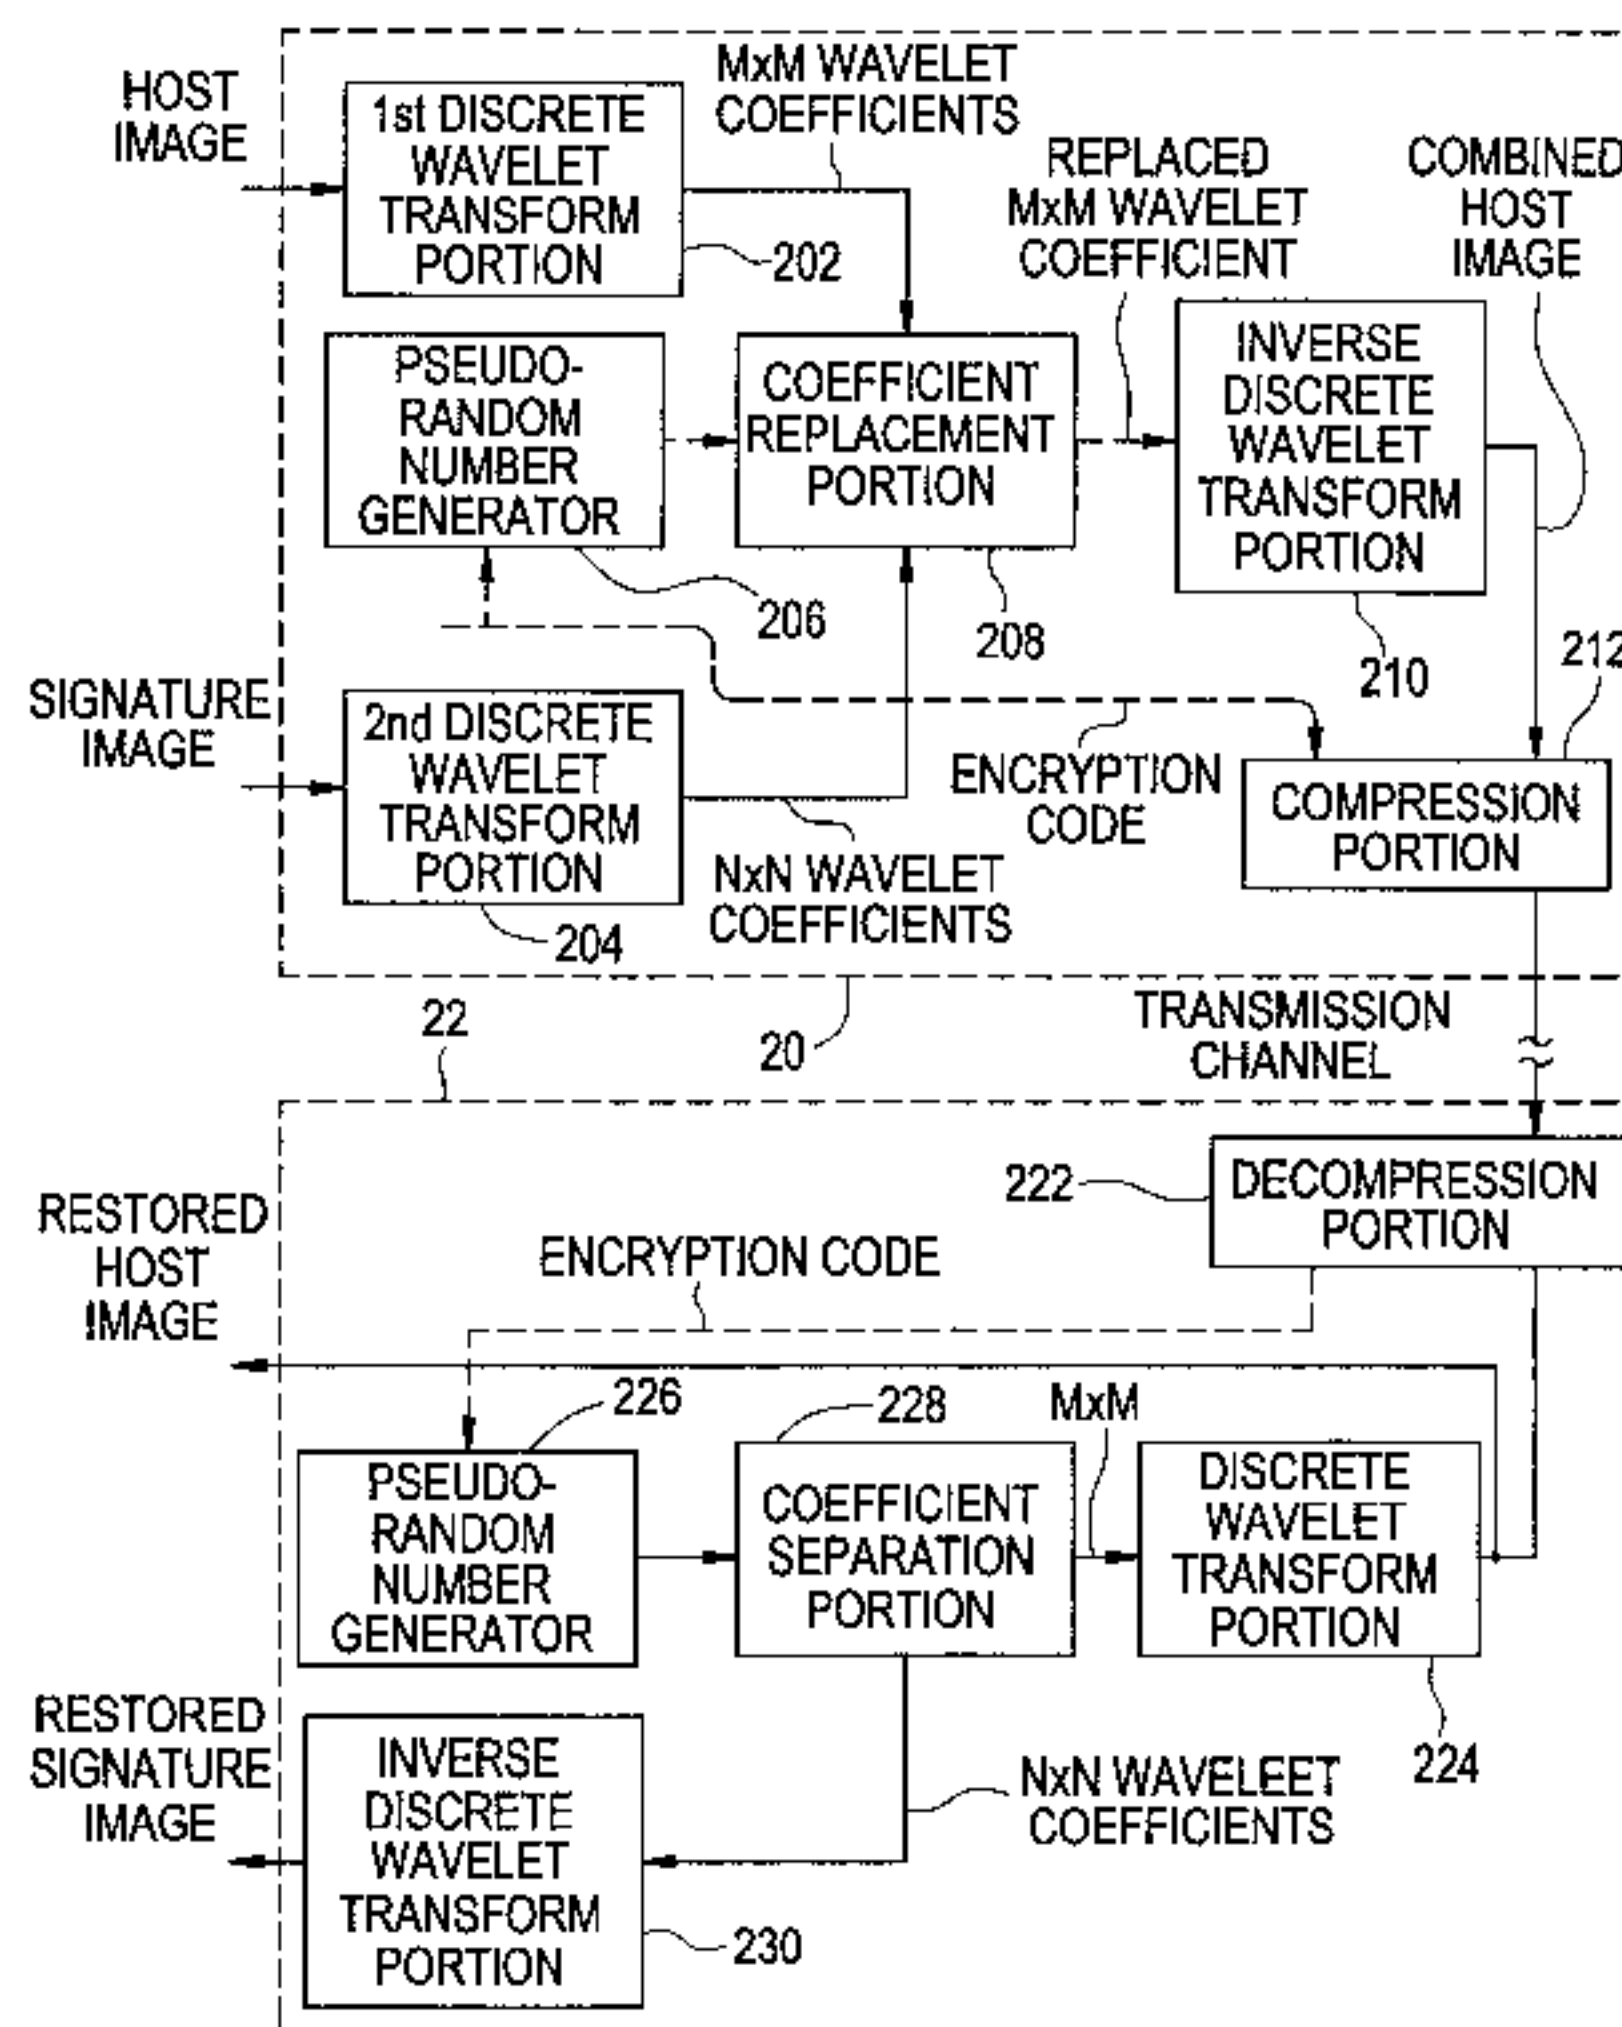 HOST
IMAGE
1st DISCRETE
WAVELET
TRANSFORM
PORTION
202
MxM WAVELET
COEFFICIENTS
REPLACED
MxM WAVELET
COEFFICIENT
COMBINED
HOST
IMAGE
PSEUDO-
RANDOM
NUMBER
GENERATOR
206
COEFFICIENT
REPLACEMENT
PORTION
208
INVERSE
DISCRETE
WAVELET
TRANSFORM
PORTION
210
212
SIGNATURE
IMAGE
2nd DISCRETE
WAVELET
TRANSFORM
PORTION
204
NxN WAVELET
COEFFICIENTS
ENCRYPTION
CODE
COMPRESSION
PORTION
22
20
TRANSMISSION
CHANNEL
222
DECOMPRESSION
PORTION
RESTORED
HOST
IMAGE
ENCRYPTION CODE
226
228
MxM
PSEUDO-
RANDOM
NUMBER
GENERATOR
COEFFICIENT
SEPARATION
PORTION
DISCRETE
WAVELET
TRANSFORM
PORTION
224
RESTORED
SIGNATURE
IMAGE
INVERSE
DISCRETE
WAVELET
TRANSFORM
PORTION
230
NxN WAVELEET
COEFFICIENTS